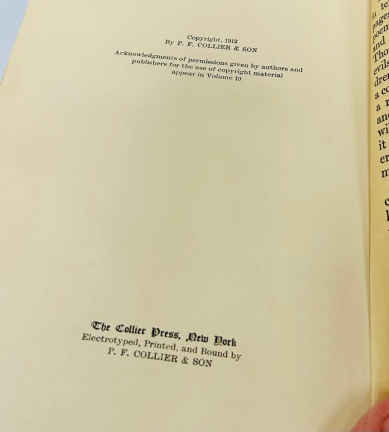 Copyright, 1912
By P. F. COLLIER & SON
Acknowledgments of permissions given by authors and
publishers for the use of copyright material
appear in Volume 10
The Collier Press, New York
Electrotyped, Printed, and Bound by
P. F. COLLIER & SON